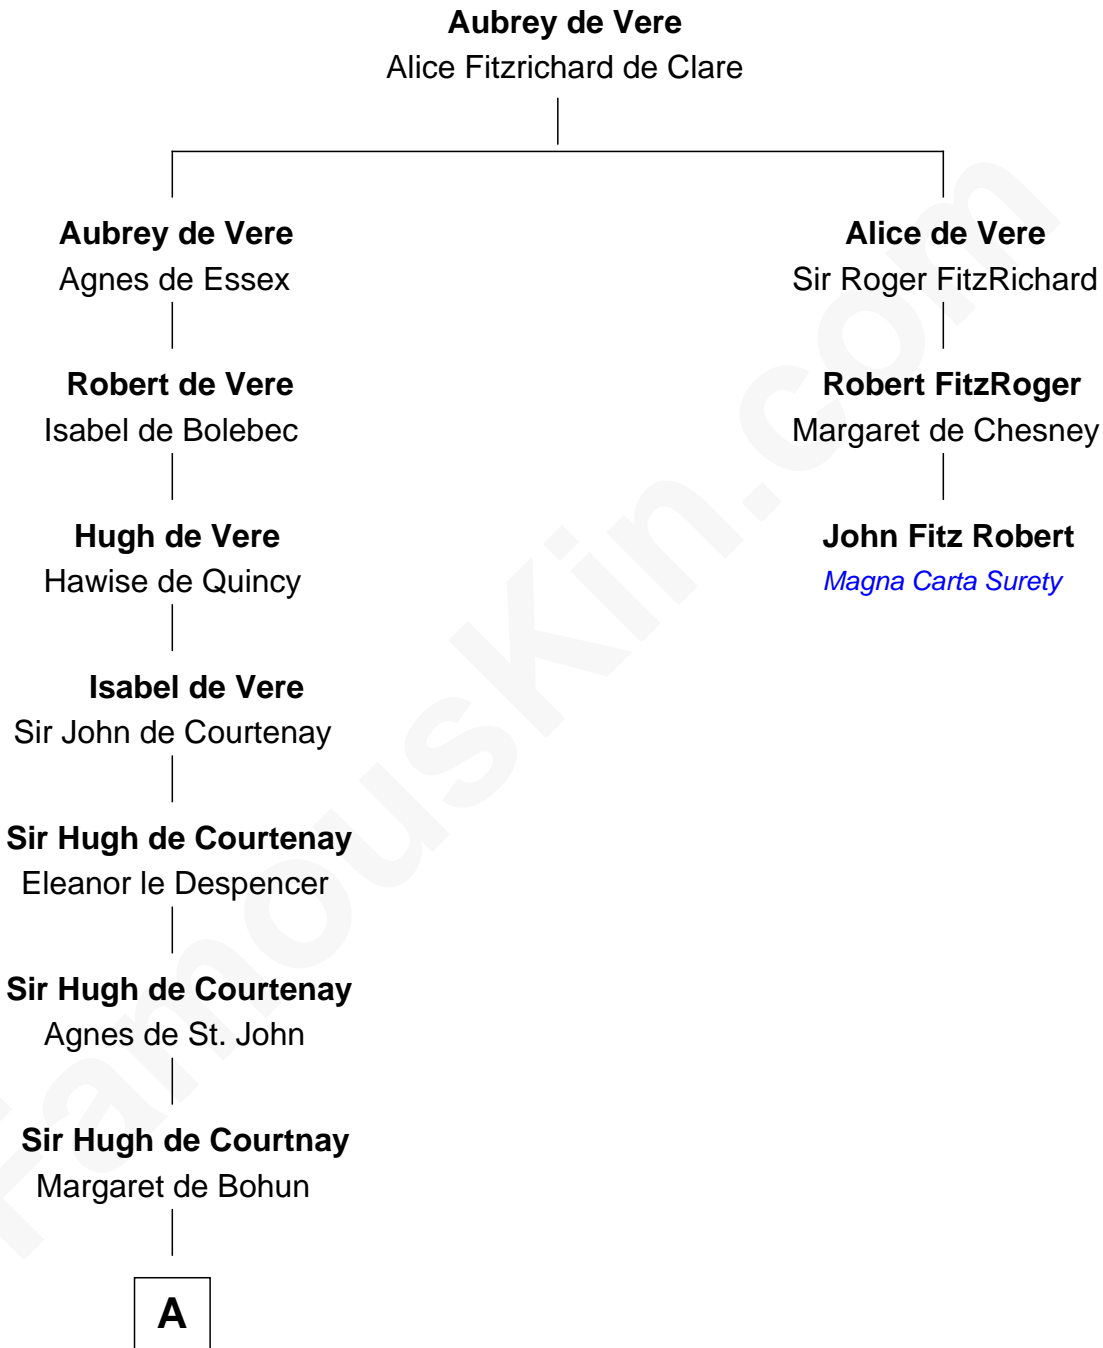 Aubrey de Vere
Alice Fitzrichard de Clare
Aubrey de Vere
Agnes de Essex
Robert de Vere
Isabel de Bolebec
Hugh de Vere
Hawise de Quincy
Isabel de Vere
Sir John de Courtenay
Sir Hugh de Courtenay
Eleanor le Despencer
Sir Hugh de Courtenay
Agnes de St. John
Sir Hugh de Courtnay
Margaret de Bohun
A
Alice de Vere
Sir Roger FitzRichard
Robert FitzRoger
Margaret de Chesney
John Fitz Robert
Magna Carta Surety
FamousKin.com